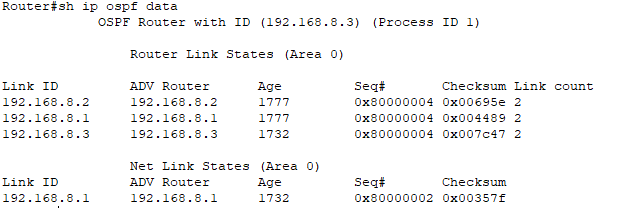 Router#sh ip ospf data
OSPF Router with ID (192.168.8.3) (Process ID 1)
Router Link States (Area 0)
Link ID ADV Router Age Seq# Checksum Link count
192.168.8.2 192.168.8.2 1777 0x80000004 0x00695e 2
192.168.8.1 192.168.8.1 1777 0x80000004 0x004489 2
192.168.8.3 192.168.8.3 1732 0x80000004 0x007c47 2
Net Link States (Area 0)
Link ID ADV Router Age Seq# Checksum
192.168.8.1 192.168.8.1 1732 0x80000002 0x00357f